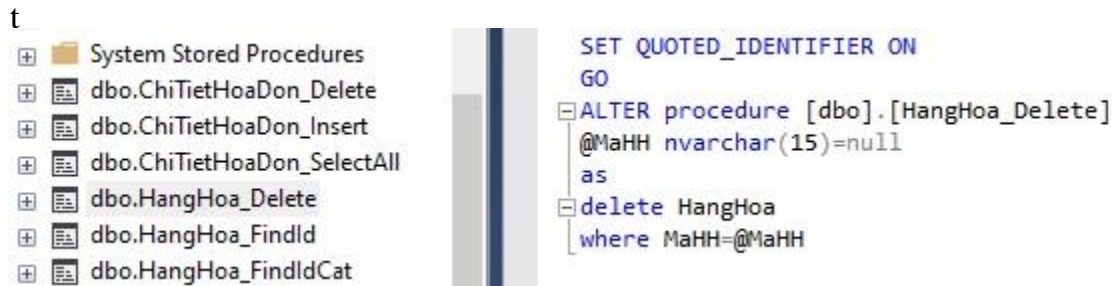 t
System Stored Procedures
dbo.ChiTietHoaDon_Delete
dbo.ChiTietHoaDon_Insert
dbo.ChiTietHoaDon_SelectAll
dbo.HangHoa_Delete
dbo.HangHoa_FindId
dbo.HangHoa_FindIdCat
SET QUOTED_IDENTIFIER ON
GO
ALTER procedure [dbo].[HangHoa_Delete]
@MaHH nvarchar(15)=null
as
delete HangHoa
where MaHH=@MaHH